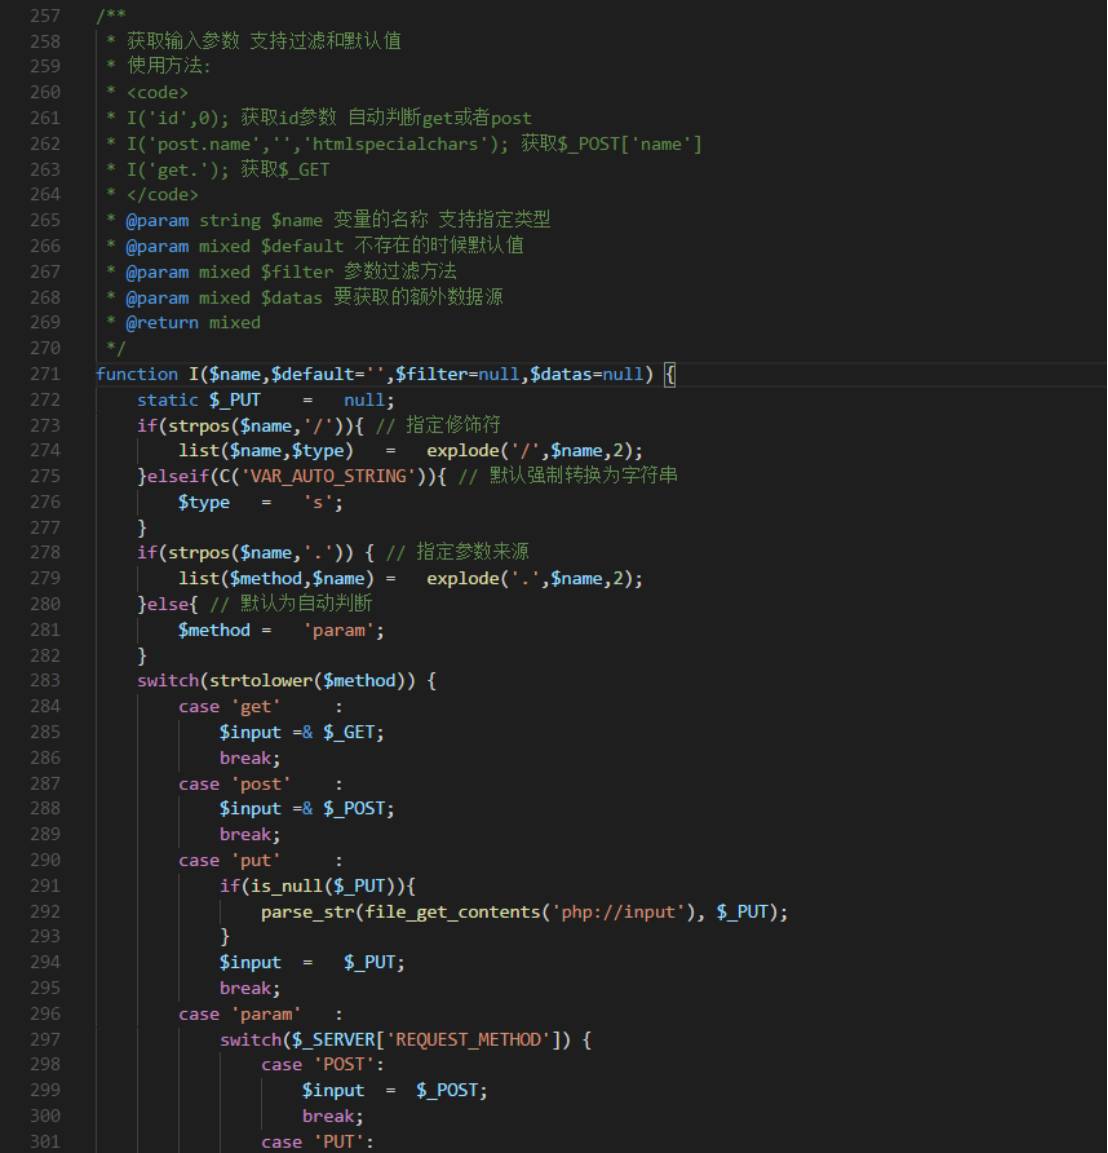 257 /**
258 * 获取输入参数 支持过滤和默认值
259 * 使用方法:
260 * <code>
261 * I('id',0); 获取id参数 自动判断get或者post
262 * I('post.name','','htmlspecialchars'); 获取$_POST['name']
263 * I('get.'); 获取$_GET
264 * </code>
265 * @param string $name 变量的名称 支持指定类型
266 * @param mixed $default 不存在的时候默认值
267 * @param mixed $filter 参数过滤方法
268 * @param mixed $datas 要获取的额外数据源
269 * @return mixed
270 */
271 function I($name,$default='',$filter=null,$datas=null) {
272 static $_PUT = null;
273 if(strpos($name,'/')){ // 指定修饰符
274 list($name,$type) = explode('/',$name,2);
275 }elseif(C('VAR_AUTO_STRING')){ // 默认强制转换为字符串
276 $type = 's';
277 }
278 if(strpos($name,'.')) { // 指定参数来源
279 list($method,$name) = explode('.',$name,2);
280 }else{ // 默认为自动判断
281 $method = 'param';
282 }
283 switch(strtolower($method)) {
284 case 'get' :
285 $input =& $_GET;
286 break;
287 case 'post' :
288 $input =& $_POST;
289 break;
290 case 'put' :
291 if(is_null($_PUT)){
292 parse_str(file_get_contents('php://input'), $_PUT);
293 }
294 $input = $_PUT;
295 break;
296 case 'param' :
297 switch($_SERVER['REQUEST_METHOD']) {
298 case 'POST':
299 $input = $_POST;
300 break;
301 case 'PUT':